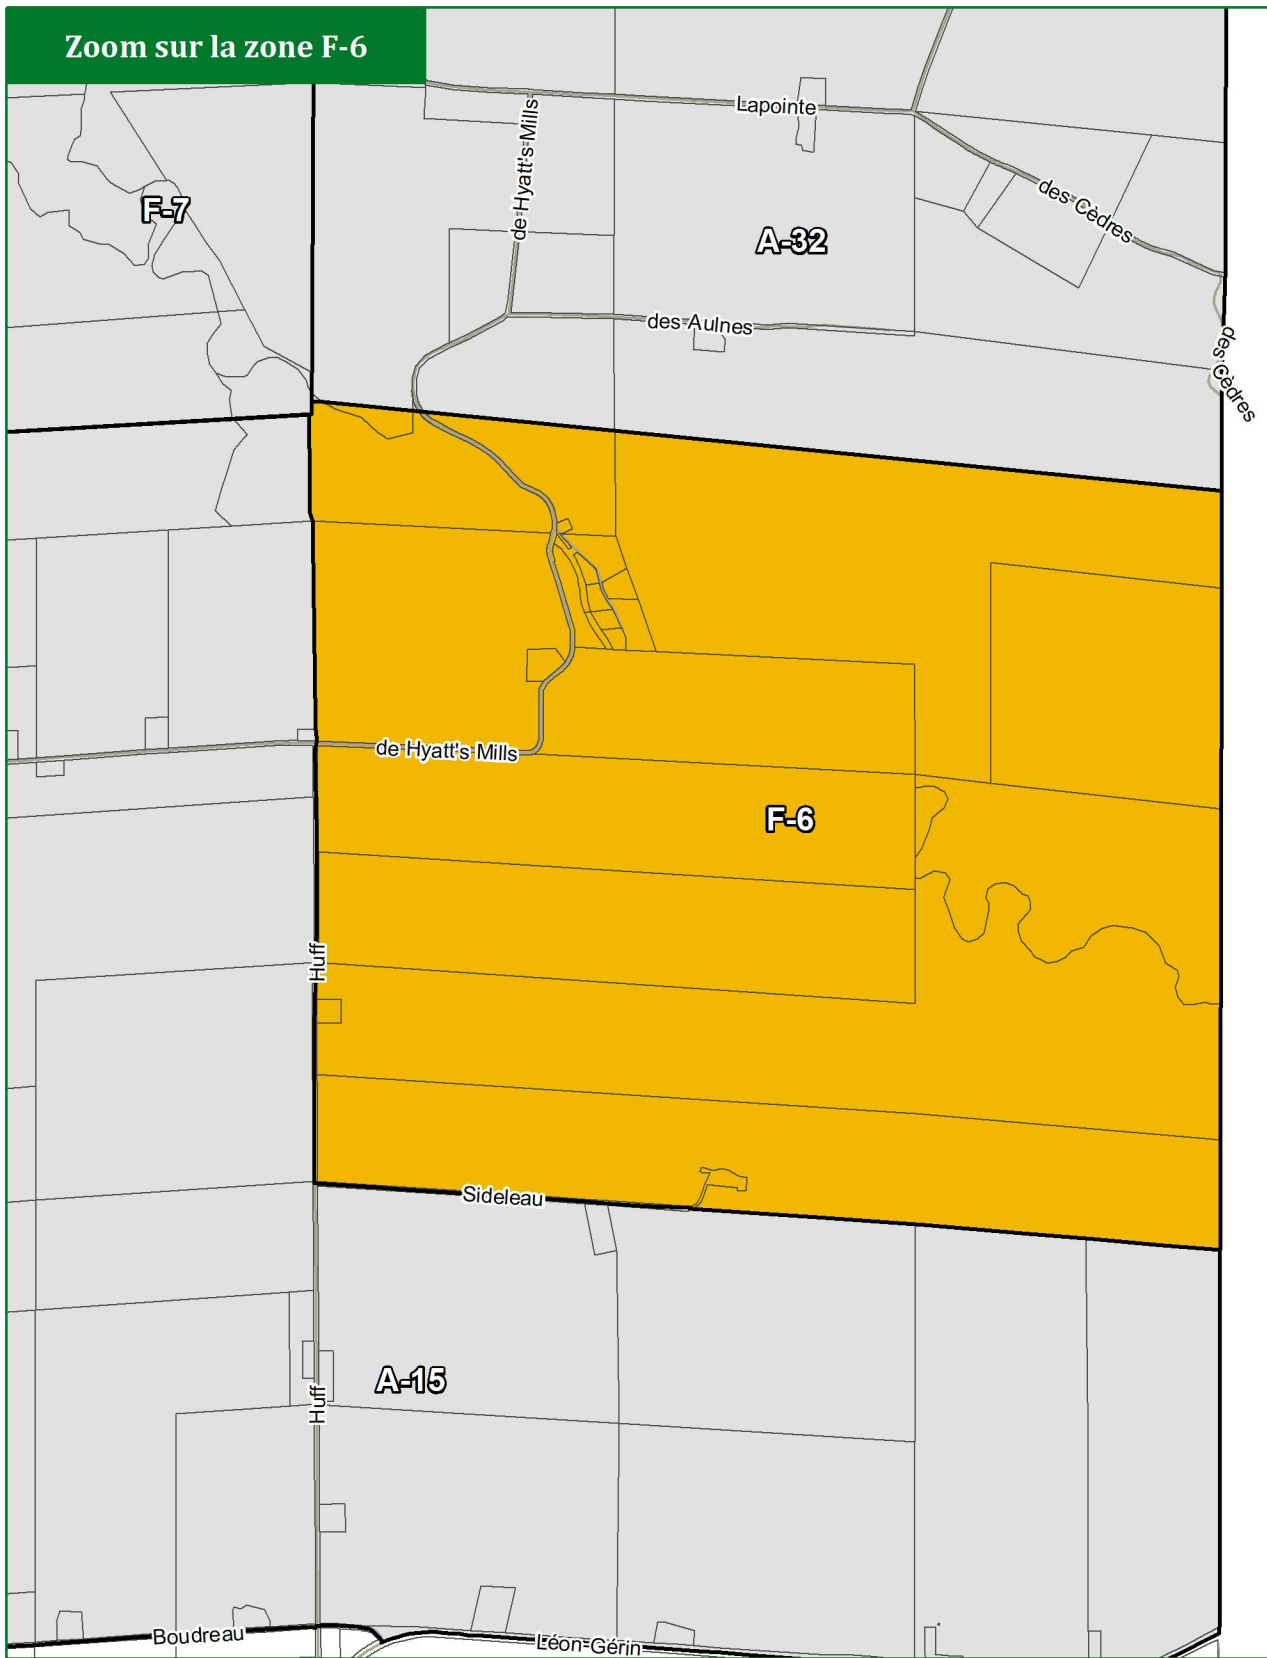 Zoom sur la zone F-6
Lapointe
de Hyatt's Mills
des Cèdres
F-7
A-32
des Aulnes
des Cèdres
de Hyatt's Mills
F-6
Huff
Sideleau
A-15
Huff
Boudreau
Léon-Gérin